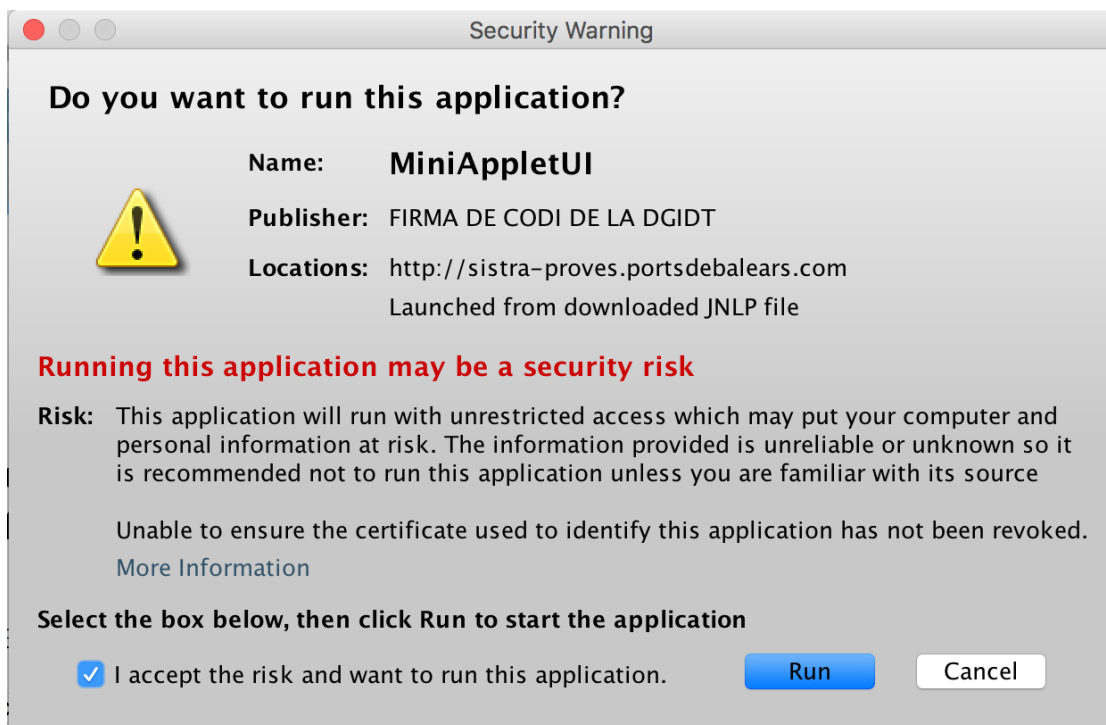 Security Warning
Do you want to run this application?
Name: MiniAppletUI
Publisher: FIRMA DE CODI DE LA DGIDT
Locations: http://sistra-proves.portsdebalears.com
Launched from downloaded JNLP file
Running this application may be a security risk
Risk: This application will run with unrestricted access which may put your computer and
personal information at risk. The information provided is unreliable or unknown so it
is recommended not to run this application unless you are familiar with its source
Unable to ensure the certificate used to identify this application has not been revoked.
More Information
Select the box below, then click Run to start the application
I accept the risk and want to run this application. Run Cancel